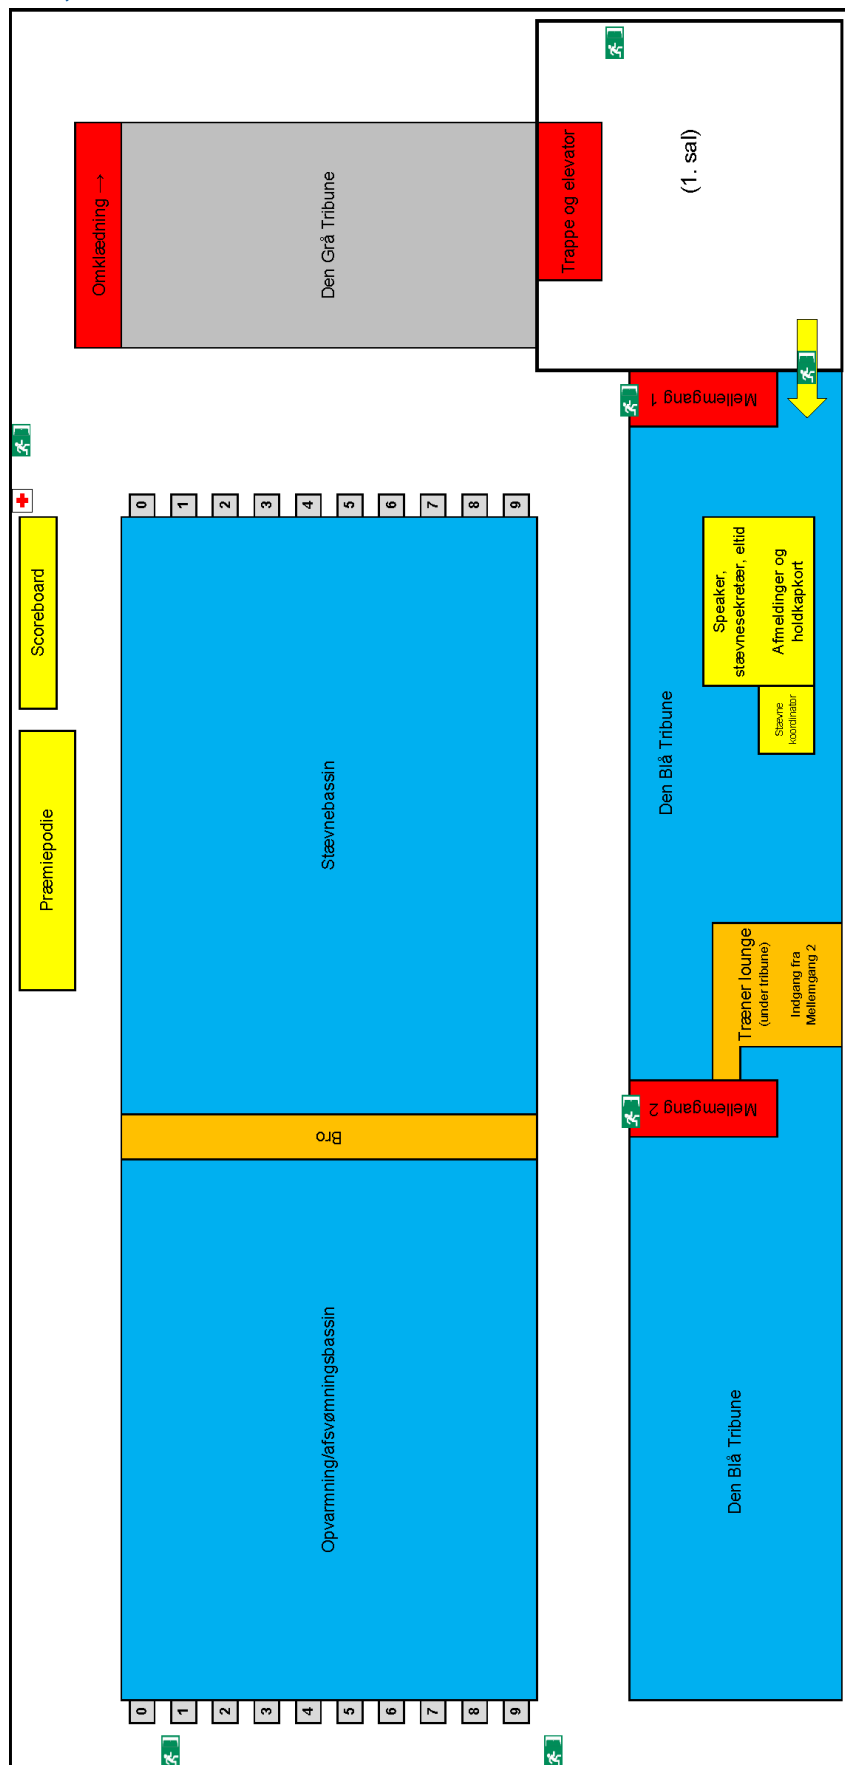 Omklædning →
Den Grå Tribune
Trappe og elevator
(1. sal)
Mellemgang 1
0
1
2
3
4
5
6
7
8
9
Scoreboard
Præmiepodie
Stævnebassin
Speaker,
stævnesekretær, eltid
Afmeldinger og
holdkapkort
Stævne
koordinator
Den Blå Tribune
Træner lounge
(under tribune)
Indgang fra
Mellemgang 2
Mellemgang 2
Bro
Opvarmning/afsvømningsbassin
Den Blå Tribune
0
1
2
3
4
5
6
7
8
9